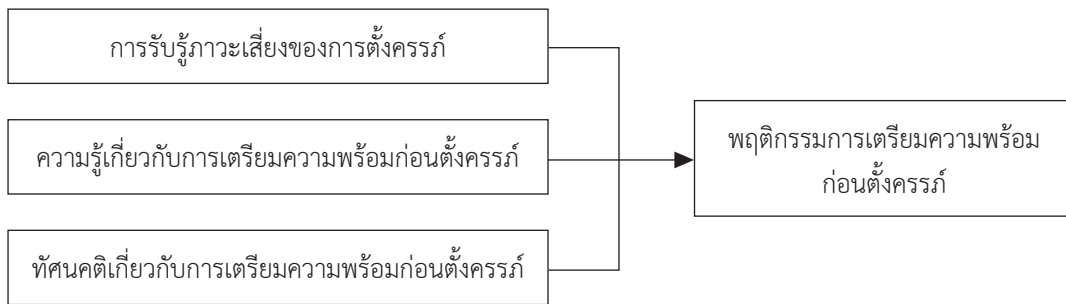 การรับรู้ภาวะเสี่ยงของการตั้งครรภ์
ความรู้เกี่ยวกับการเตรียมความพร้อมก่อนตั้งครรภ์
ทัศนคติเกี่ยวกับการเตรียมความพร้อมก่อนตั้งครรภ์
พฤติกรรมการเตรียมความพร้อม
ก่อนตั้งครรภ์